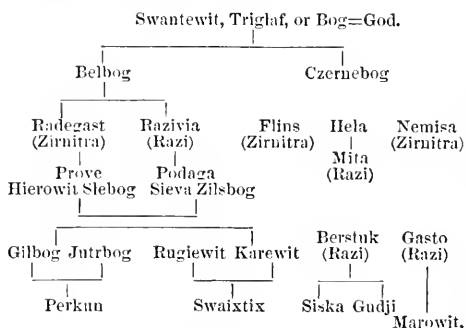 Swantewit, Triglaf, or Bog=God.
Belbog Czernebog
Radegast Razivia Flins Hela Nemisa
(Zirnitra) (Razi) (Zirnitra) (Zirnitra)
Mita
(Razi)
Prove Podaga
Hierowit Slebog Sieva Zilsbog
Gilbog Jutrbog Rugiewit Karewit Berstuk Gasto
(Razi) (Razi)
Perkun Swaixtix Siska Gudji
Marowit.